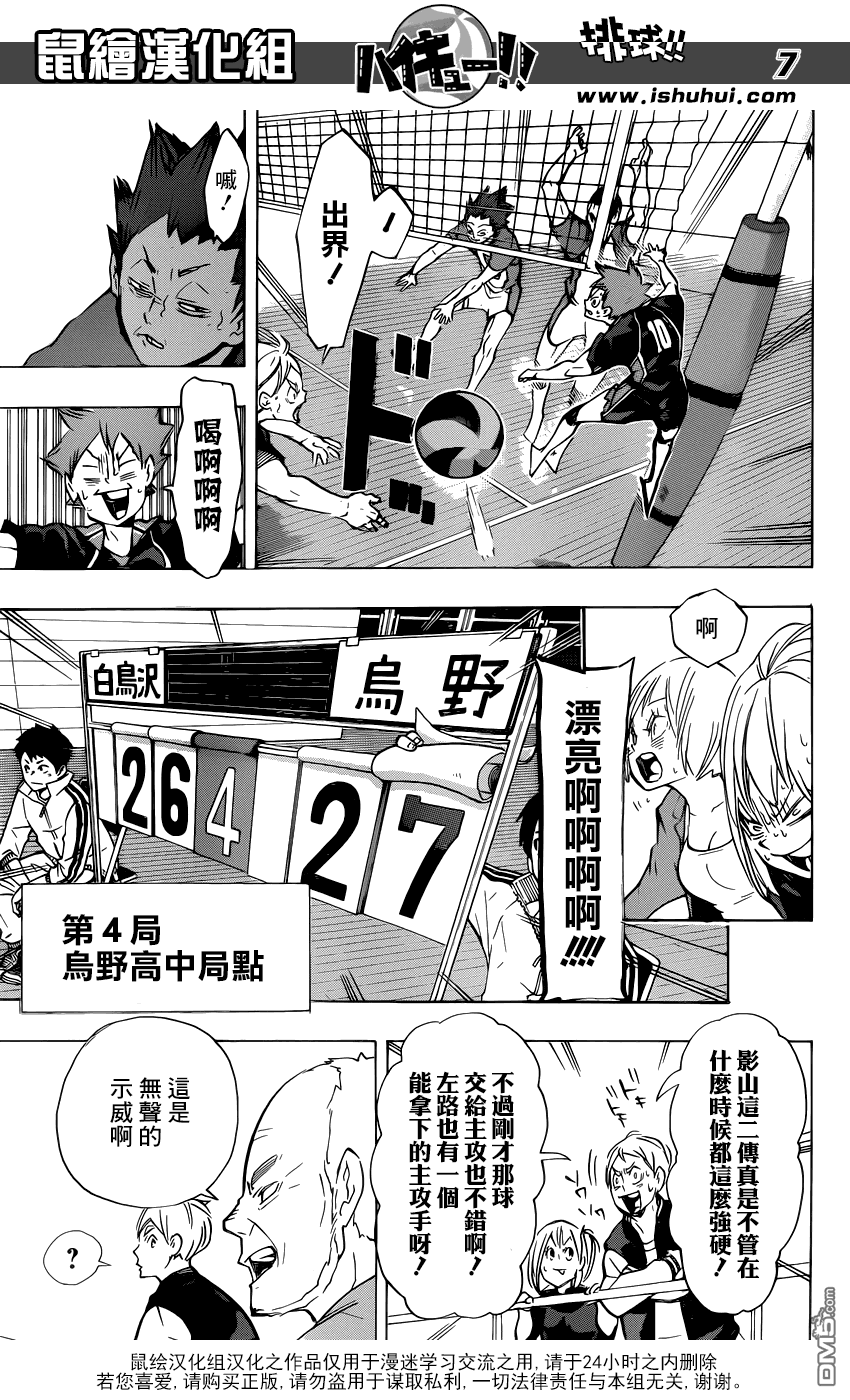 鼠繪漢化組
ハイキュー!!
排球!!
7
www.ishuhui.com
出界!
ドドッ
10
嘁!
喝啊啊啊
啊
漂亮啊啊啊啊!!!!
白鳥沢
烏野
26
4
27
第4局
烏野高中局點
影山這二傳真是不管在
什麼時候都這麼強硬!
不過剛才那球
交給主攻也不錯啊!
左路也有一個
能拿下的主攻手呀!
這是
無聲的
示威啊
?
DM5.com
鼠绘汉化组汉化之作品仅用于漫迷学习交流之用, 请于24小时之内删除
若您喜爱, 请购买正版, 请勿盗用于谋取私利, 一切法律责任与本组无关, 谢谢。